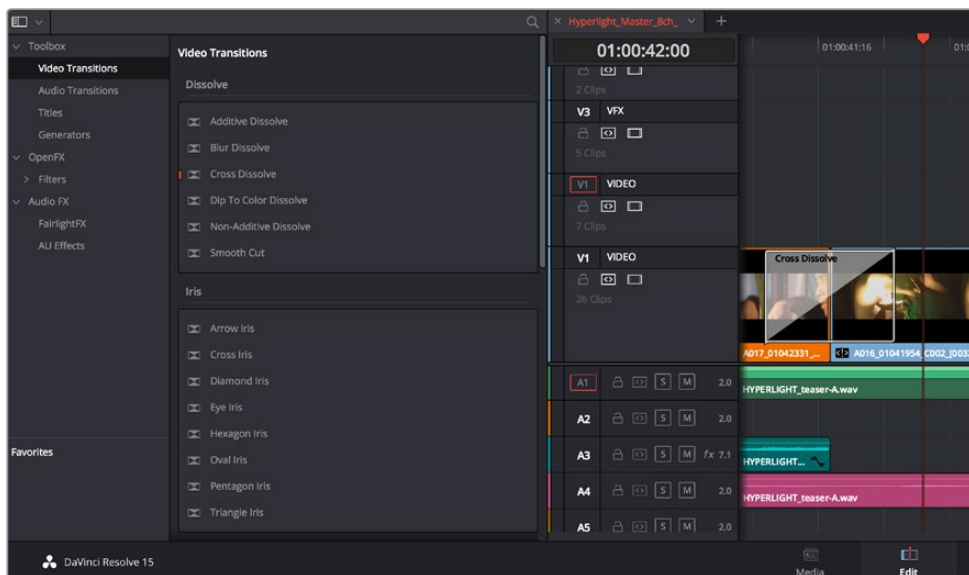 Hyperlight_Master_8ch_
Toolbox
Video Transitions
Audio Transitions
Titles
Generators
OpenFX
Filters
Audio FX
FairlightFX
AU Effects
Favorites
Video Transitions
Dissolve
Additive Dissolve
Blur Dissolve
Cross Dissolve
Dip To Color Dissolve
Non-Additive Dissolve
Smooth Cut
Iris
Arrow Iris
Cross Iris
Diamond Iris
Eye Iris
Hexagon Iris
Oval Iris
Pentagon Iris
Triangle Iris
01:00:42:00
01:00:41:16
2 Clips
V3 VFX
5 Clips
V1 VIDEO
7 Clips
V1 VIDEO
26 Clips
Cross Dissolve
A017_01042331_...
A016_01041954_C002_[003
A1 S M 2.0
HYPERLIGHT_teaser-A.wav
A2 S M 2.0
A3 S M fx 7.1
HYPERLIGHT...
A4 S M 2.0
HYPERLIGHT_teaser-A.wav
A5 S M 2.0
DaVinci Resolve 15
Media
Edit